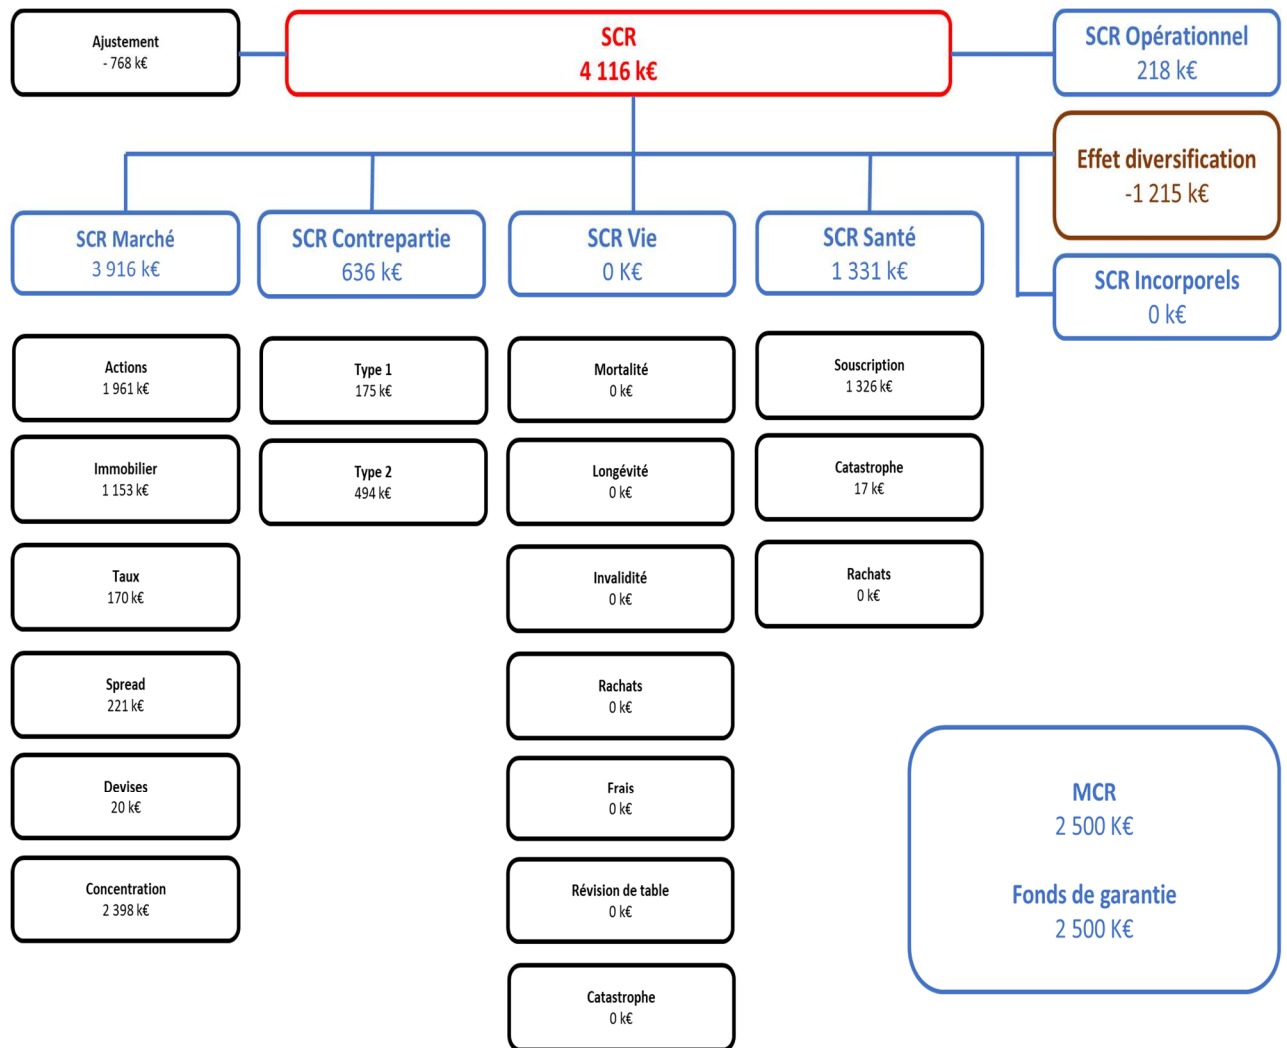 Ajustement
- 768 k€
SCR
4 116 k€
SCR Opérationnel
218 k€
Effet diversification
-1 215 k€
SCR Marché
3 916 k€
SCR Contrepartie
636 k€
SCR Vie
0 K€
SCR Santé
1 331 k€
SCR Incorporels
0 k€
Actions
1 961 k€
Immobilier
1 153 k€
Taux
170 k€
Spread
221 k€
Devises
20 k€
Concentration
2 398 k€
Type 1
175 k€
Type 2
494 k€
Mortalité
0 k€
Longévité
0 k€
Invalidité
0 k€
Rachats
0 k€
Frais
0 k€
Révision de table
0 k€
Catastrophe
0 k€
Souscription
1 326 k€
Catastrophe
17 k€
Rachats
0 k€
MCR
2 500 K€
Fonds de garantie
2 500 K€